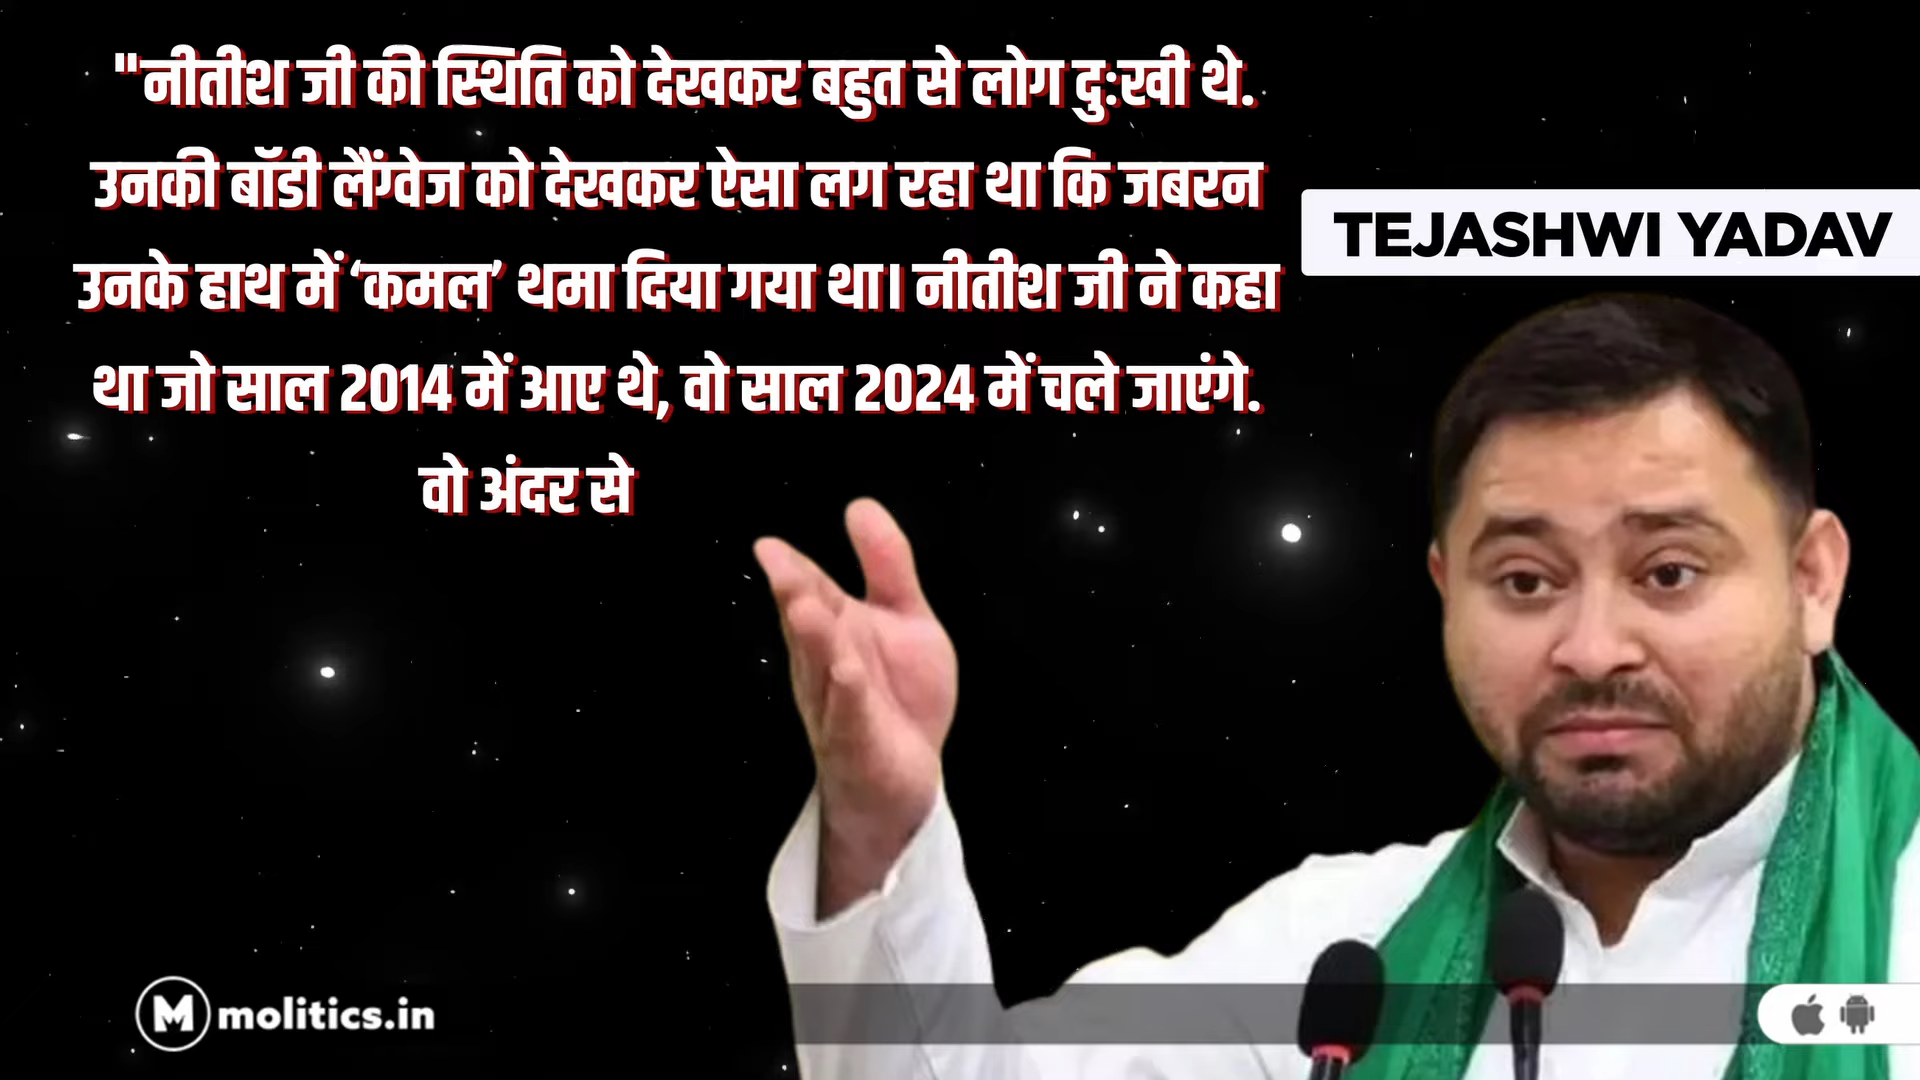 "नीतीश जी की स्थिति को देखकर बहुत से लोग दु:खी थे.
उनकी बॉडी लैंग्वेज को देखकर ऐसा लग रहा था कि जबरन
उनके हाथ में ‘कमल’ थमा दिया गया था। नीतीश जी ने कहा
था जो साल 2014 में आए थे, वो साल 2024 में चले जाएंगे.
वो अंदर से
TEJASHWI YADAV
M molitics.in